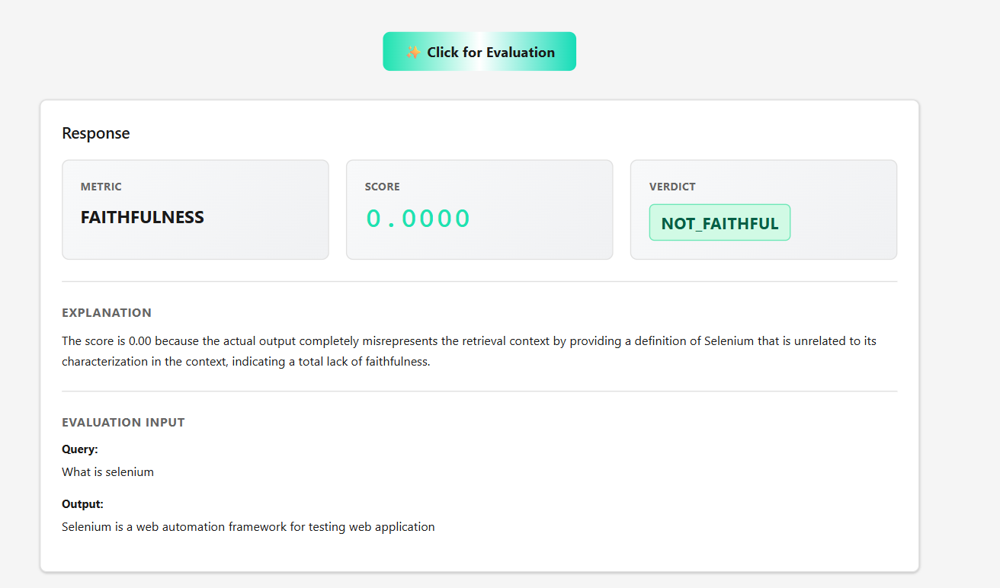 ✨ Click for Evaluation
Response
METRIC
FAITHFULNESS
SCORE
0.0000
VERDICT
NOT_FAITHFUL
EXPLANATION
The score is 0.00 because the actual output completely misrepresents the retrieval context by providing a definition of Selenium that is unrelated to its
characterization in the context, indicating a total lack of faithfulness.
EVALUATION INPUT
Query:
What is selenium
Output:
Selenium is a web automation framework for testing web application